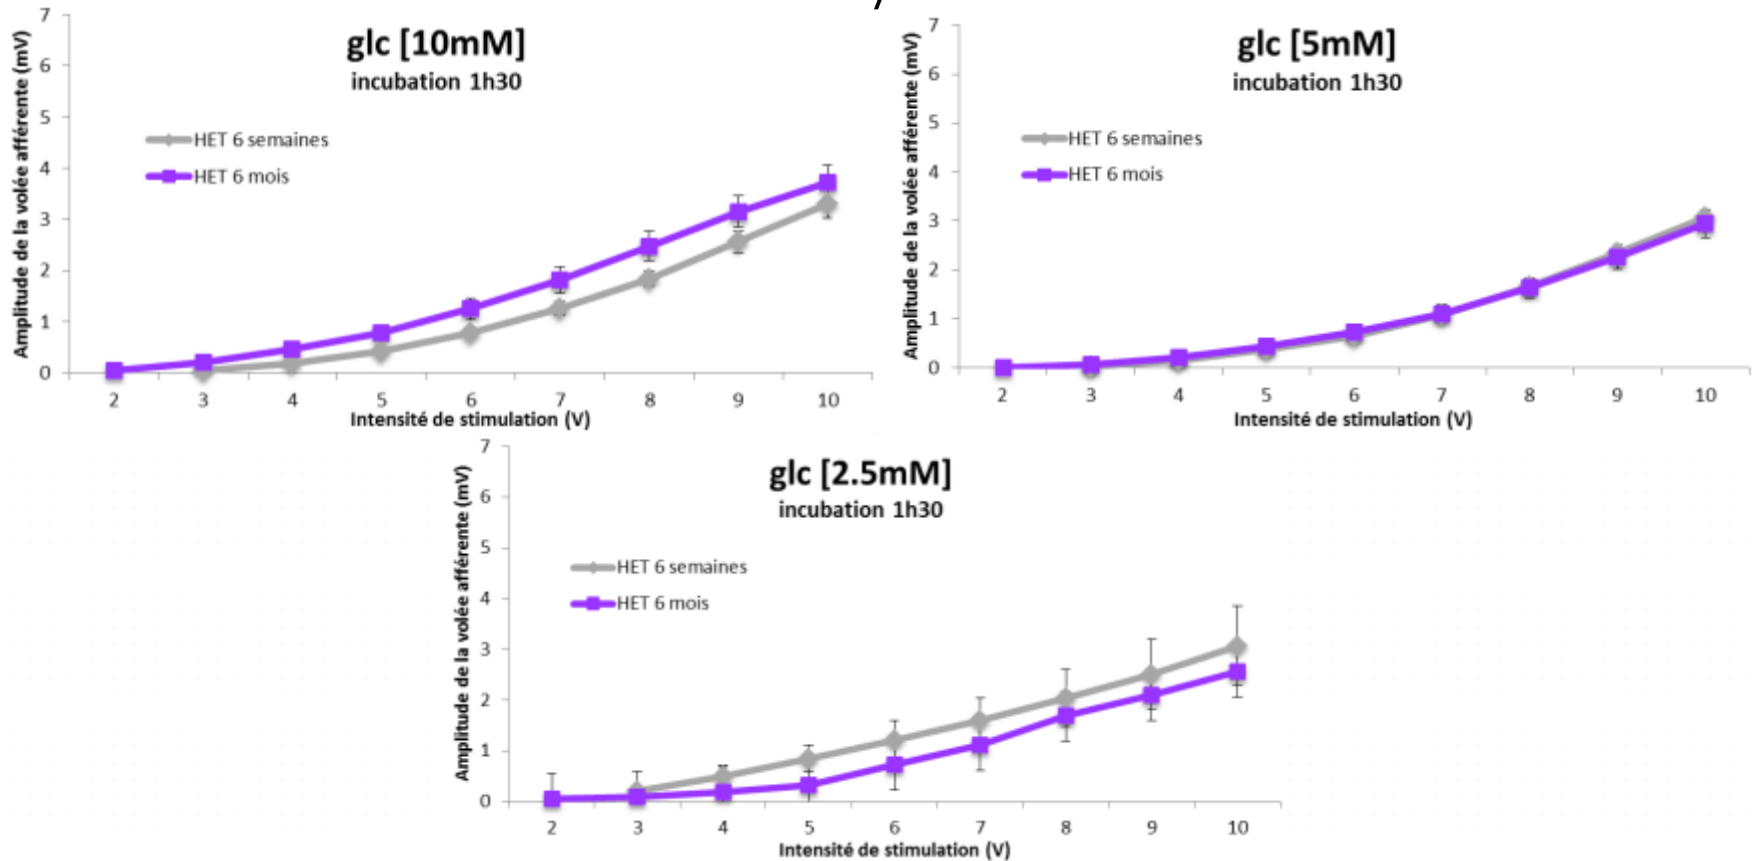 glc [10mM]
incubation 1h30
Amplitude de la volée afférente (mV)
7
6
5
4
3
2
1
0
HET 6 semaines
HET 6 mois
2 3 4 5 6 7 8 9 10
Intensité de stimulation (V)
glc [5mM]
incubation 1h30
Amplitude de la volée afférente (mV)
7
6
5
4
3
2
1
0
HET 6 semaines
HET 6 mois
2 3 4 5 6 7 8 9 10
Intensité de stimulation (V)
glc [2.5mM]
incubation 1h30
Amplitude de la volée afférente (mV)
7
6
5
4
3
2
1
0
HET 6 semaines
HET 6 mois
2 3 4 5 6 7 8 9 10
Intensité de stimulation (V)